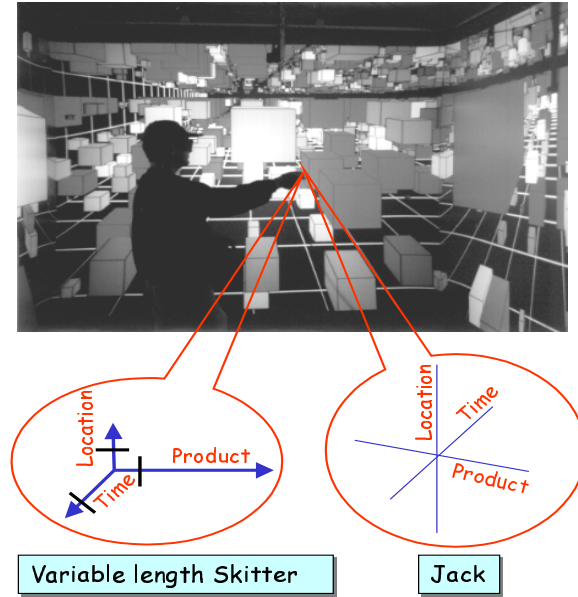 Location
Time
Product
Location
Time
Product
Variable length Skitter
Jack